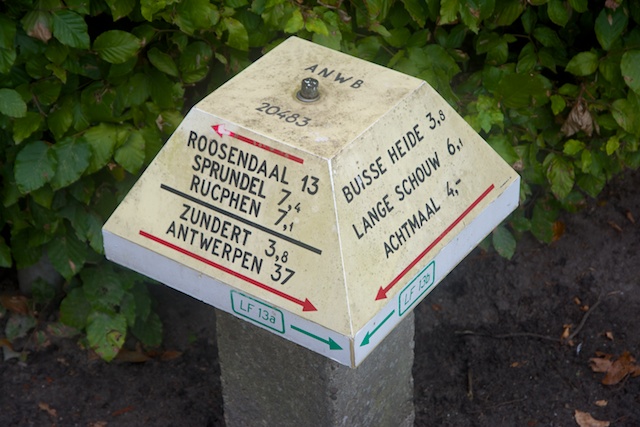 ANWB
20483
ROOSENDAAL 13
SPRUNDEL 7,4
RUCPHEN 7,1
ZUNDERT 3,8
ANTWERPEN 37
LF 13a
BUISSE HEIDE 3,8
LANGE SCHOUW 6,1
ACHTMAAL 4,-
LF 13b